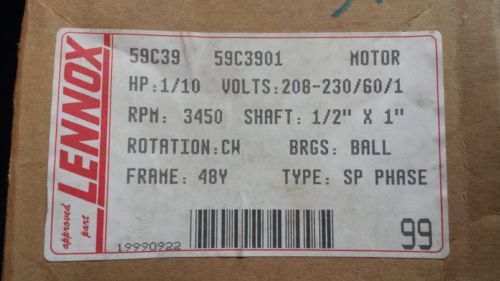 LENNOX
approved part
59C39 59C3901 MOTOR
HP:1/10 VOLTS:208-230/60/1
RPM: 3450 SHAFT: 1/2" X 1"
ROTATION:CW BRGS: BALL
FRAME: 48Y TYPE: SP PHASE
19990922
99